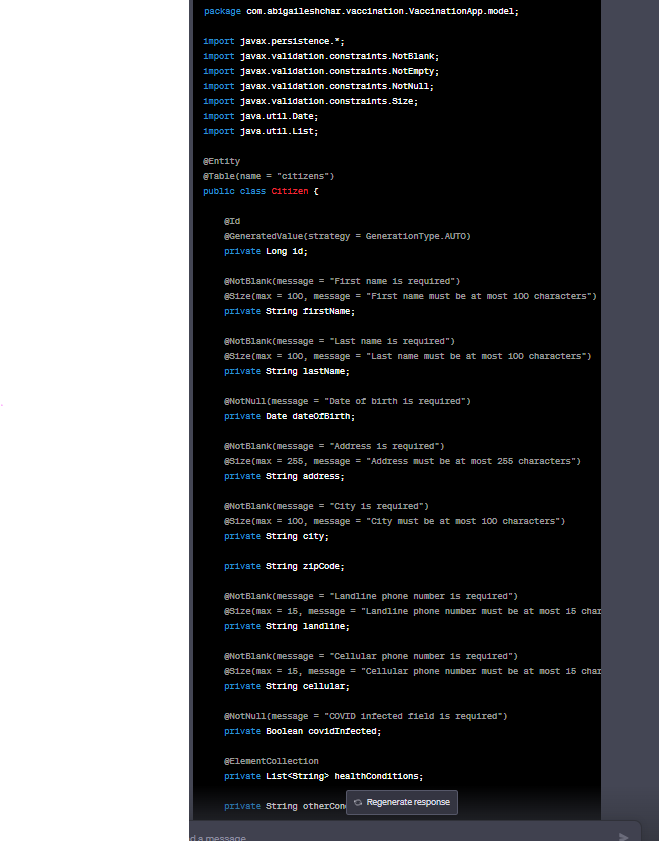 package com.abigaileshchar.vaccination.VaccinationApp.model;
import javax.persistence.*;
import javax.validation.constraints.NotBlank;
import javax.validation.constraints.NotEmpty;
import javax.validation.constraints.NotNull;
import javax.validation.constraints.Size;
import java.util.Date;
import java.util.List;
@Entity
@Table(name = "citizens")
public class Citizen {
@Id
@GeneratedValue(strategy = GenerationType.AUTO)
private Long id;
@NotBlank(message = "First name is required")
@Size(max = 100, message = "First name must be at most 100 characters")
private String firstName;
@NotBlank(message = "Last name is required")
@Size(max = 100, message = "Last name must be at most 100 characters")
private String lastName;
@NotNull(message = "Date of birth is required")
private Date dateOfBirth;
@NotBlank(message = "Address is required")
@Size(max = 255, message = "Address must be at most 255 characters")
private String address;
@NotBlank(message = "City is required")
@Size(max = 100, message = "City must be at most 100 characters")
private String city;
private String zipCode;
@NotBlank(message = "Landline phone number is required")
@Size(max = 15, message = "Landline phone number must be at most 15 char
private String landline;
@NotBlank(message = "Cellular phone number is required")
@Size(max = 15, message = "Cellular phone number must be at most 15 char
private String cellular;
@NotNull(message = "COVID infected field is required")
private Boolean covidInfected;
@ElementCollection
private List<String> healthConditions;
private String otherCon
Regenerate response
d a message